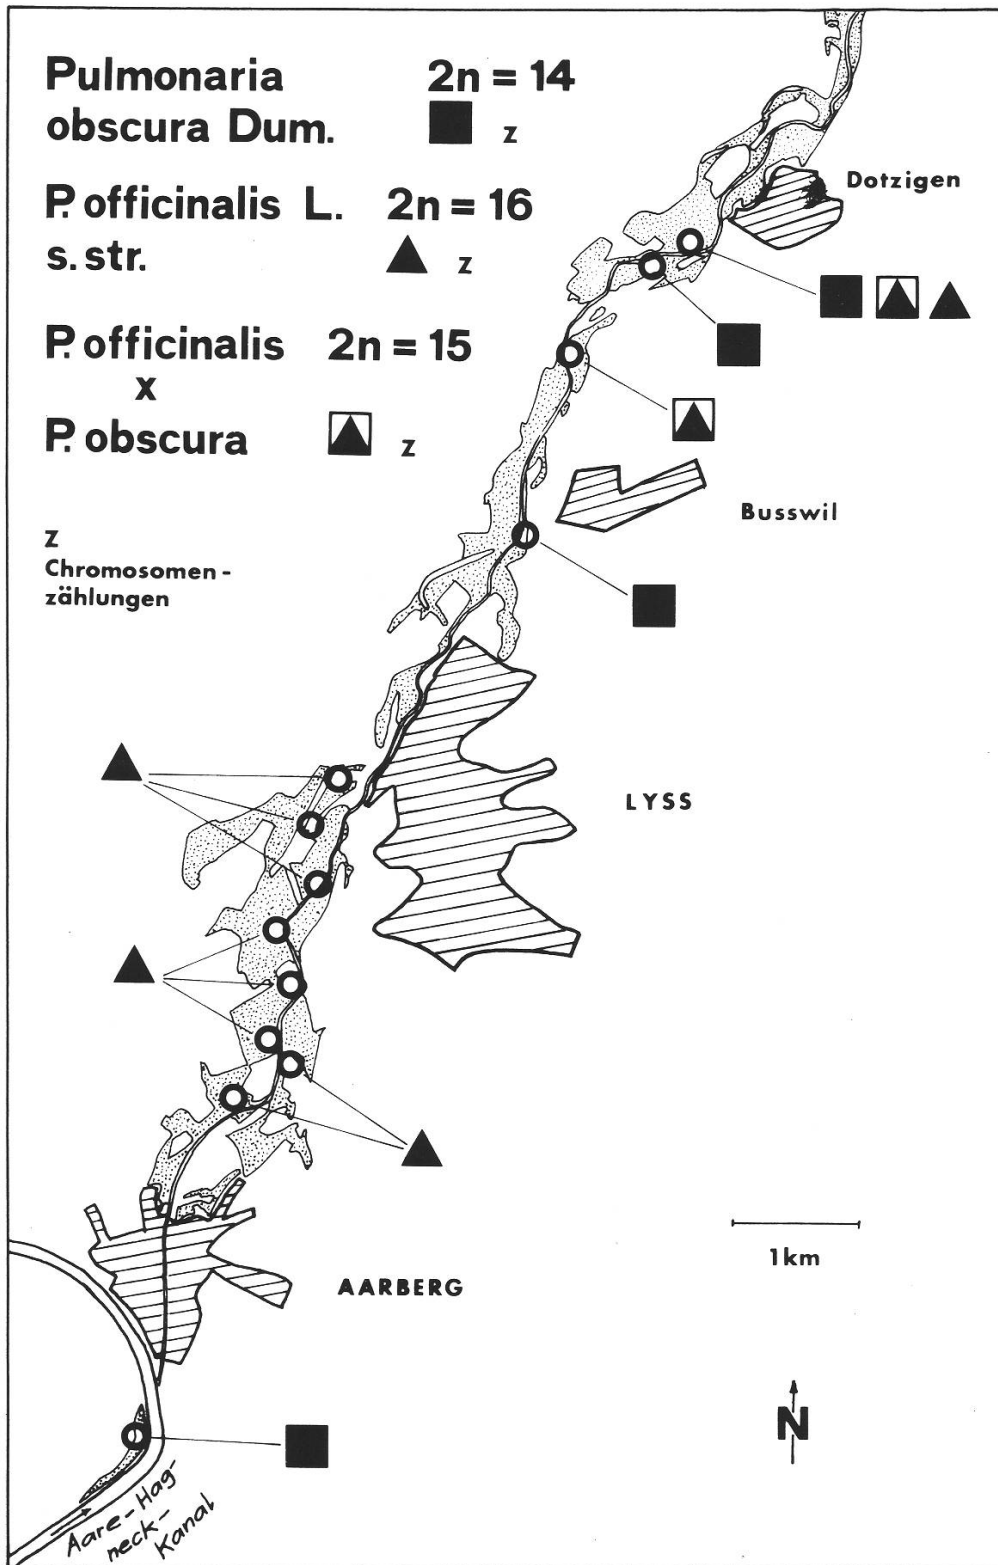 Pulmonaria 2n = 14
obscura Dum. z
P. officinalis L. 2n = 16
s. str. z
P. officinalis 2n = 15
x
P. obscura z
z
Chromosomen-
zählungen
Dotzigen
Busswil
LYSS
AARBERG
1km
N
Aare-Hag-
neck-
Kanal